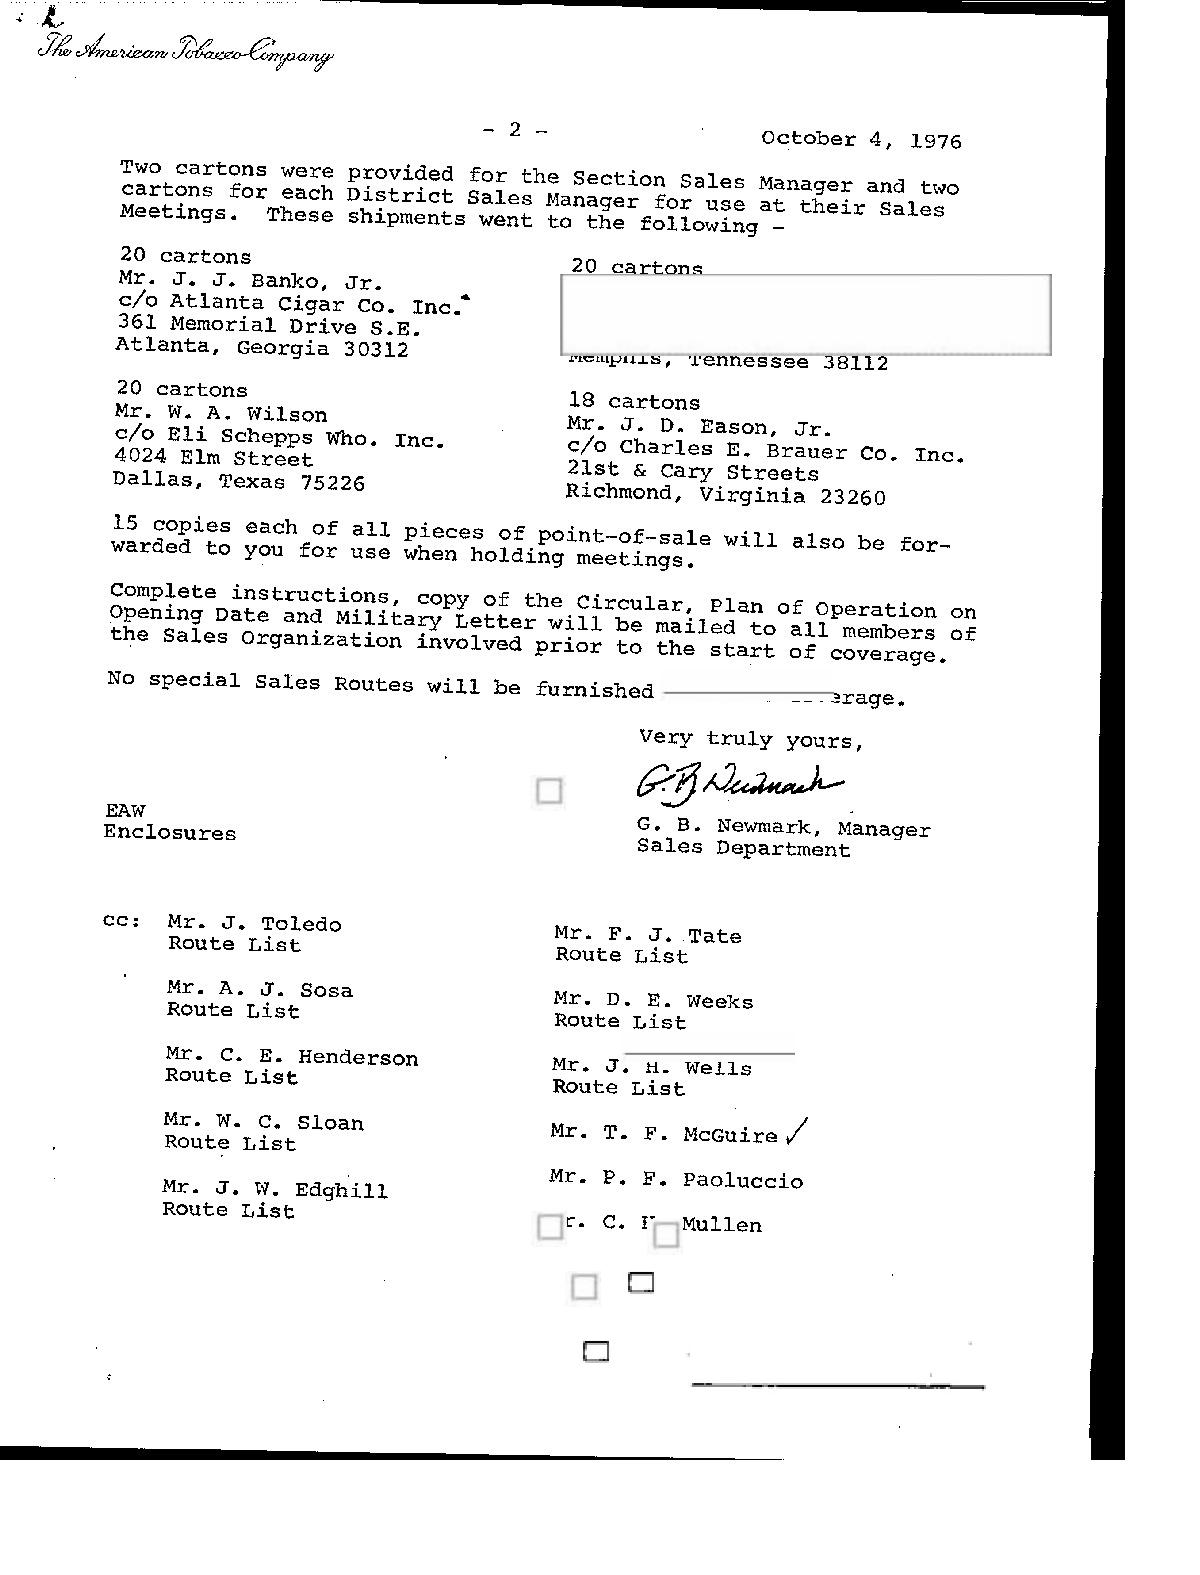 The American Tobacco Company
- 2 -
October 4, 1976
Two cartons were provided for the Section Sales Manager and two
cartons for each District Sales Manager for use at their Sales
Meetings. These shipments went to the following -
20 cartons
Mr. J. J. Banko, Jr.
c/o Atlanta Cigar Co. Inc.
361 Memorial Drive S.E.
Atlanta, Georgia 30312
20 cartons
Memphis, Tennessee 38112
20 cartons
Mr. W. A. Wilson
c/o Eli Schepps Who. Inc.
4024 Elm Street
Dallas, Texas 75226
18 cartons
Mr. J. D. Eason, Jr.
c/o Charles E. Brauer Co. Inc.
21st & Cary Streets
Richmond, Virginia 23260
15 copies each of all pieces of point-of-sale will also be for-
warded to you for use when holding meetings.
Complete instructions, copy of the Circular, Plan of Operation on
Opening Date and Military Letter will be mailed to all members of
the Sales Organization involved prior to the start of coverage.
No special Sales Routes will be furnished
Very truly yours,
G. B. Newmark, Manager
Sales Department
EAW
Enclosures
cc: Mr. J. Toledo
Route List
Mr. A. J. Sosa
Route List
Mr. C. E. Henderson
Route List
Mr. W. C. Sloan
Route List
Mr. J. W. Edghill
Route List
Mr. F. J. Tate
Route List
Mr. D. E. Weeks
Route List
Mr. J. H. Wells
Route List
Mr. T. F. McGuire ✓
Mr. P. F. Paoluccio
r. C. Mullen